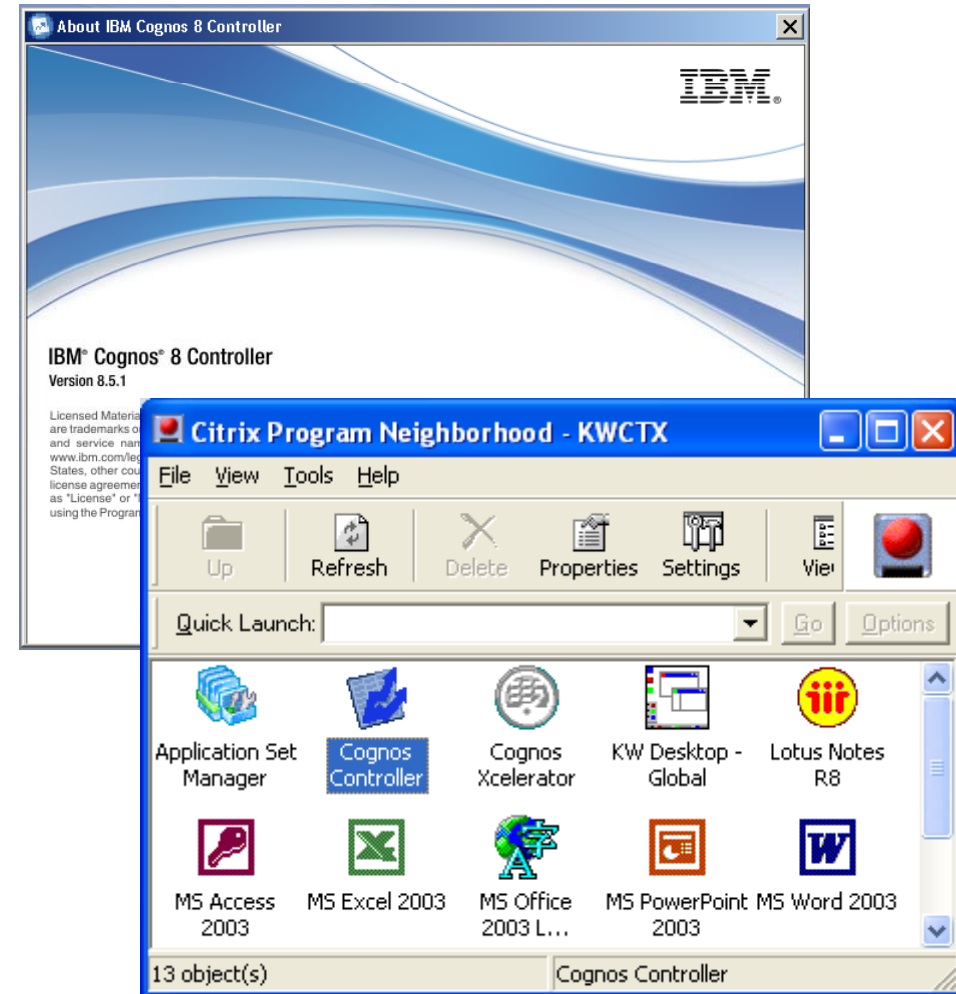 About IBM Cognos 8 Controller
IBM®
IBM® Cognos® 8 Controller
Version 8.5.1
Licensed Materia
are trademarks o
and service nam
www.ibm.com/leg
States, other cou
license agreemen
as "License" or "
using the Program
Citrix Program Neighborhood - KWCTX
File View Tools Help
Up Refresh Delete Properties Settings View
Quick Launch: Go Options
Application Set Manager
Cognos Controller
Cognos Xcelerator
KW Desktop - Global
Lotus Notes R8
MS Access 2003
MS Excel 2003
MS Office 2003 L...
MS PowerPoint 2003
MS Word 2003
13 object(s) Cognos Controller